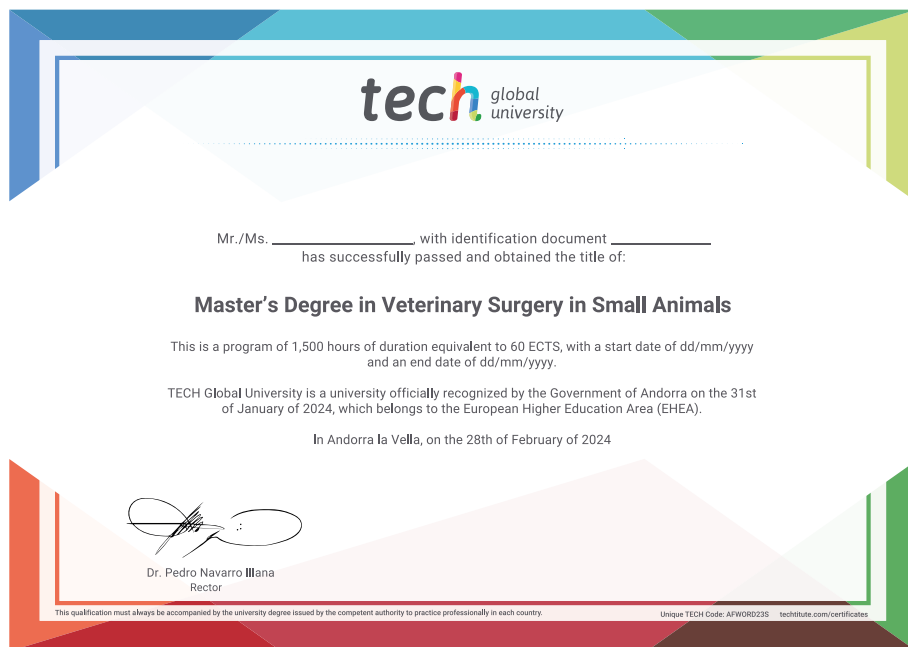 tech global
university
Mr./Ms. ________________, with identification document ____________
has successfully passed and obtained the title of:
Master's Degree in Veterinary Surgery in Small Animals
This is a program of 1,500 hours of duration equivalent to 60 ECTS, with a start date of dd/mm/yyyy
and an end date of dd/mm/yyyy.
TECH Global University is a university officially recognized by the Government of Andorra on the 31st
of January of 2024, which belongs to the European Higher Education Area (EHEA).
In Andorra la Vella, on the 28th of February of 2024
Dr. Pedro Navarro Illana
Rector
This qualification must always be accompanied by the university degree issued by the competent authority to practice professionally in each country.
Unique TECH Code: AFWORD23S techtitute.com/certificates